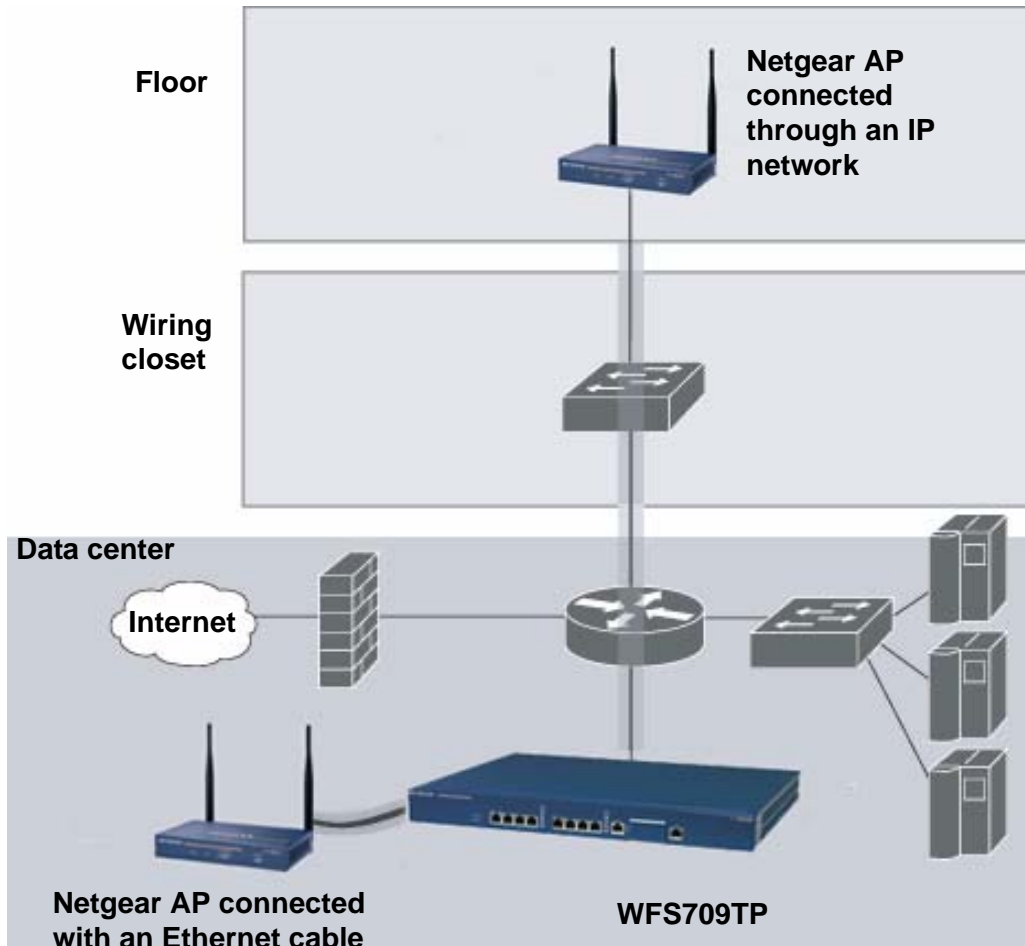 Floor
Netgear AP
connected
through an IP
network
Wiring
closet
Data center
Internet
Netgear AP connected
with an Ethernet cable
WFS709TP